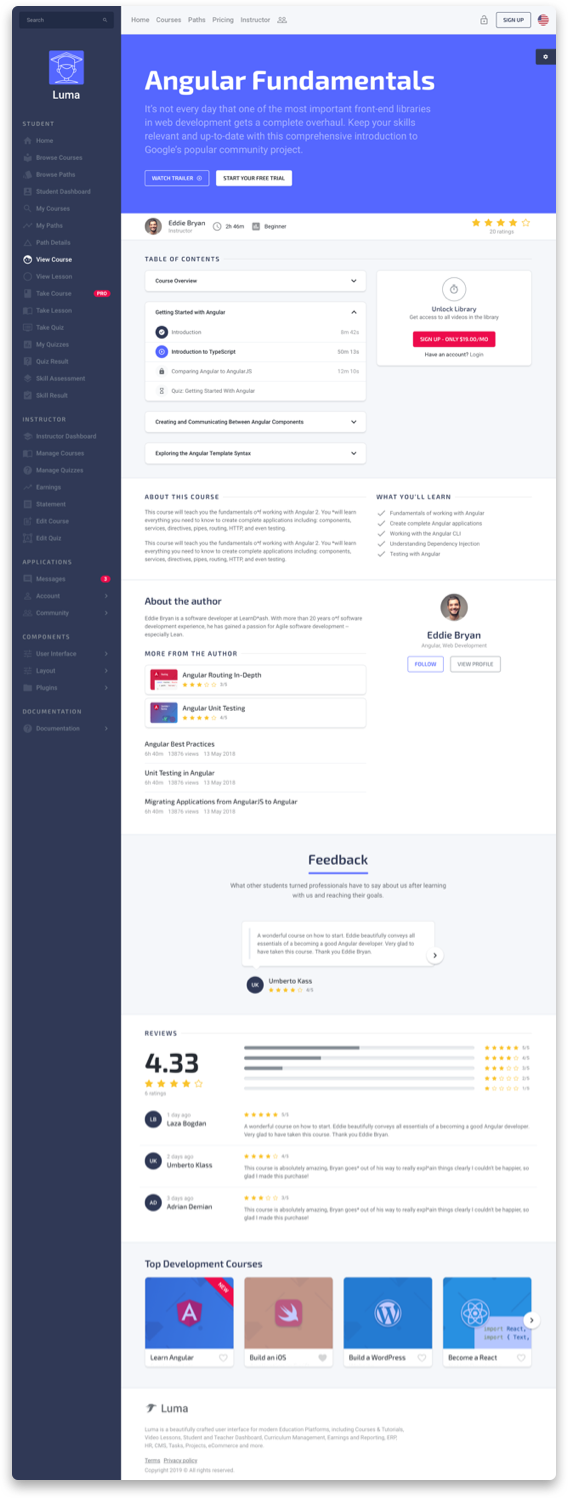 Search
Luma
STUDENT
Home
Browse Courses
Browse Paths
Student Dashboard
My Courses
My Paths
Path Details
View Course
View Lesson
Take Course PRO
Take Lesson
Take Quiz
My Quizzes
Quiz Result
Skill Assessment
Skill Result
INSTRUCTOR
Instructor Dashboard
Manage Courses
Manage Quizzes
Earnings
Statement
Edit Course
Edit Quiz
APPLICATIONS
Messages 3
Account
Community
COMPONENTS
User Interface
Layout
Plugins
DOCUMENTATION
Documentation
Home Courses Paths Pricing Instructor
SIGN UP
Angular Fundamentals
It's not every day that one of the most important front-end libraries
in web development gets a complete overhaul. Keep your skills
relevant and up-to-date with this comprehensive introduction to
Google's popular community project.
WATCH TRAILER
START YOUR FREE TRIAL
Eddie Bryan
Instructor
2h 46m
Beginner
20 ratings
TABLE OF CONTENTS
Course Overview
Getting Started with Angular
Introduction 8m 42s
Introduction to TypeScript 50m 13s
Comparing Angular to AngularJS 12m 10s
Quiz: Getting Started With Angular
Creating and Communicating Between Angular Components
Exploring the Angular Template Syntax
Unlock Library
Get access to all videos in the library
SIGN UP - ONLY $19.00/MO
Have an account? Login
ABOUT THIS COURSE
This course will teach you the fundamentals o*f working with Angular 2. You *will learn
everything you need to know to create complete applications including: components,
services, directives, pipes, routing, HTTP, and even testing.
This course will teach you the fundamentals o*f working with Angular 2. You *will learn
everything you need to know to create complete applications including: components,
services, directives, pipes, routing, HTTP, and even testing.
WHAT YOU'LL LEARN
Fundamentals of working with Angular
Create complete Angular applications
Working with the Angular CLI
Understanding Dependency Injection
Testing with Angular
About the author
Eddie Bryan is a software developer at LearnD*ash. With more than 20 years o*f software
development experience, he has gained a passion for Agile software development --
especially Lean.
MORE FROM THE AUTHOR
Angular Routing In-Depth
3/5
Angular Unit Testing
4/5
Angular Best Practices
6h 40m 13876 views 13 May 2018
Unit Testing in Angular
6h 40m 13876 views 13 May 2018
Migrating Applications from AngularJS to Angular
6h 40m 13876 views 13 May 2018
Eddie Bryan
Angular, Web Development
FOLLOW
VIEW PROFILE
Feedback
What other students turned professionals have to say about us after learning
with us and reaching their goals.
A wonderful course on how to start. Eddie beautifully conveys all
essentials of a becoming a good Angular developer. Very glad to
have taken this course. Thank you Eddie Bryan.
UK
Umberto Kass
4/5
REVIEWS
4.33
6 ratings
5/5
4/5
3/5
2/5
1/5
LB
1 day ago
Laza Bogdan
5/5
A wonderful course on how to start. Eddie beautifully conveys all essentials of a becoming a good Angular developer.
Very glad to have taken this course. Thank you Eddie Bryan.
UK
2 days ago
Umberto Klass
4/5
This course is absolutely amazing, Bryan goes* out of his way to really expl*ain things clearly I couldn't be happier, so
glad I made this purchase!
AD
3 days ago
Adrian Demian
3/5
This course is absolutely amazing, Bryan goes* out of his way to really expl*ain things clearly I couldn't be happier, so
glad I made this purchase!
Top Development Courses
NEW
Learn Angular
Build an iOS
Build a WordPress
import React,
import { Text,
Become a React
Luma
Luma is a beautifully crafted user interface for modern Education Platforms, including Courses & Tutorials,
Video Lessons, Student and Teacher Dashboard, Curriculum Management, Earnings and Reporting, ERP,
HR, CMS, Tasks, Projects, eCommerce and more.
Terms Privacy policy
Copyright 2019 © All rights reserved.